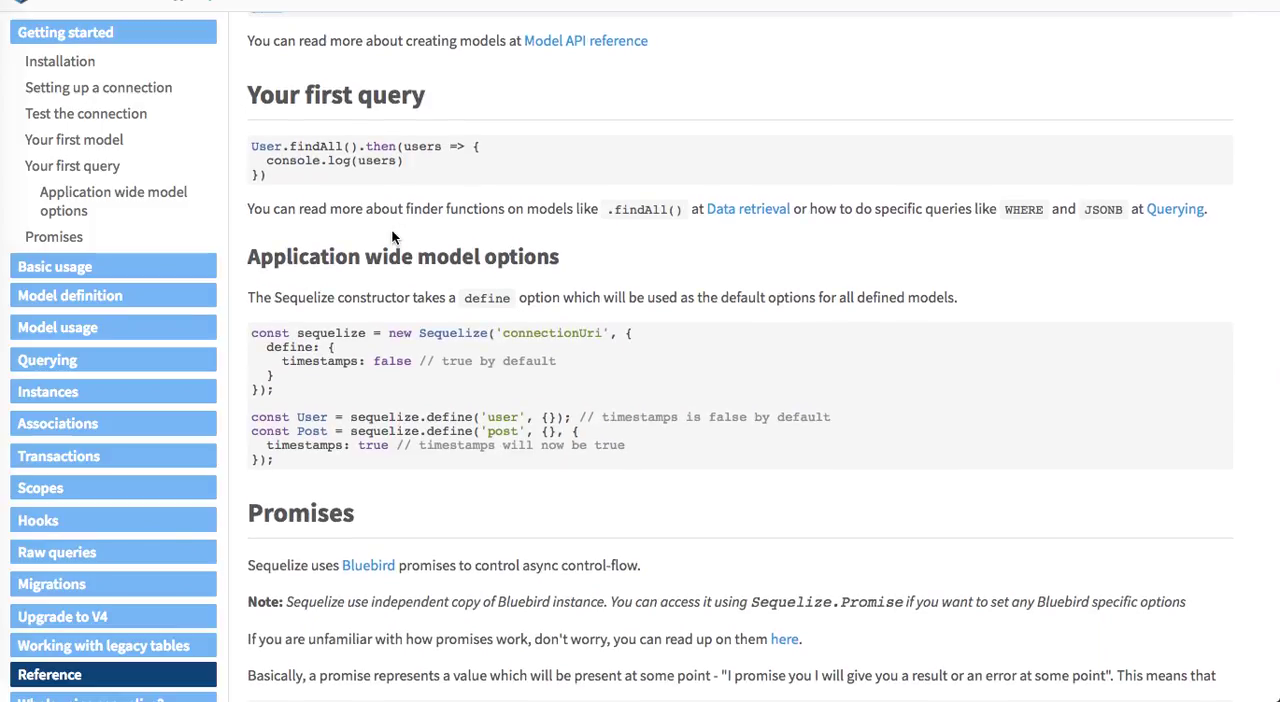 Getting started
Installation
Setting up a connection
Test the connection
Your first model
Your first query
Application wide model
options
Promises
Basic usage
Model definition
Model usage
Querying
Instances
Associations
Transactions
Scopes
Hooks
Raw queries
Migrations
Upgrade to V4
Working with legacy tables
Reference
You can read more about creating models at Model API reference
Your first query
User.findAll().then(users => {
  console.log(users)
})
You can read more about finder functions on models like .findAll() at Data retrieval or how to do specific queries like WHERE and JSONB at Querying.
Application wide model options
The Sequelize constructor takes a define option which will be used as the default options for all defined models.
const sequelize = new Sequelize('connectionUri', {
  define: {
    timestamps: false // true by default
  }
});
const User = sequelize.define('user', {}); // timestamps is false by default
const Post = sequelize.define('post', {}, {
  timestamps: true // timestamps will now be true
});
Promises
Sequelize uses Bluebird promises to control async control-flow.
Note: Sequelize use independent copy of Bluebird instance. You can access it using Sequelize.Promise if you want to set any Bluebird specific options
If you are unfamiliar with how promises work, don't worry, you can read up on them here.
Basically, a promise represents a value which will be present at some point - "I promise you I will give you a result or an error at some point". This means that